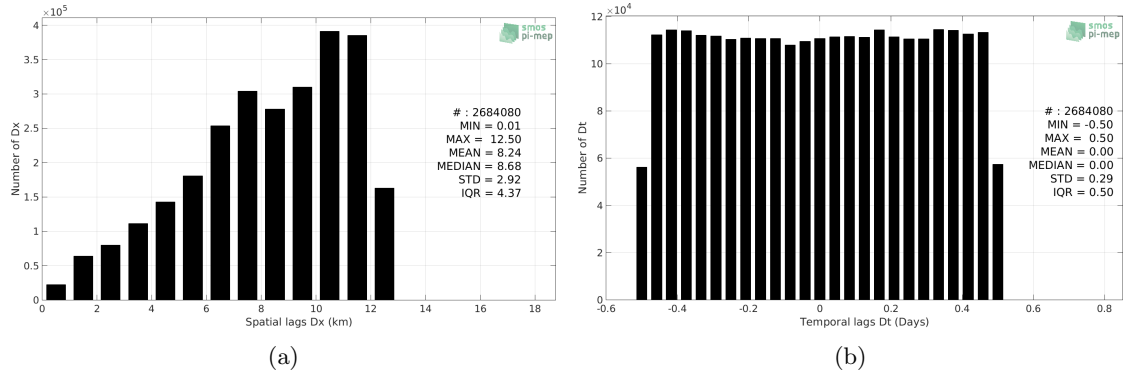 ×10⁵
4
3.5
3
2.5
2
1.5
1
0.5
0
Number of Dx
smos
pi-mep
# : 2684080
MIN = 0.01
MAX = 12.50
MEAN = 8.24
MEDIAN = 8.68
STD = 2.92
IQR = 4.37
0 2 4 6 8 10 12 14 16 18
Spatial lags Dx (km)
(a)
×10⁴
12
10
8
6
4
2
0
Number of Dt
smos
pi-mep
# : 2684080
MIN = -0.50
MAX = 0.50
MEAN = 0.00
MEDIAN = 0.00
STD = 0.29
IQR = 0.50
-0.6 -0.4 -0.2 0 0.2 0.4 0.6 0.8
Temporal lags Dt (Days)
(b)